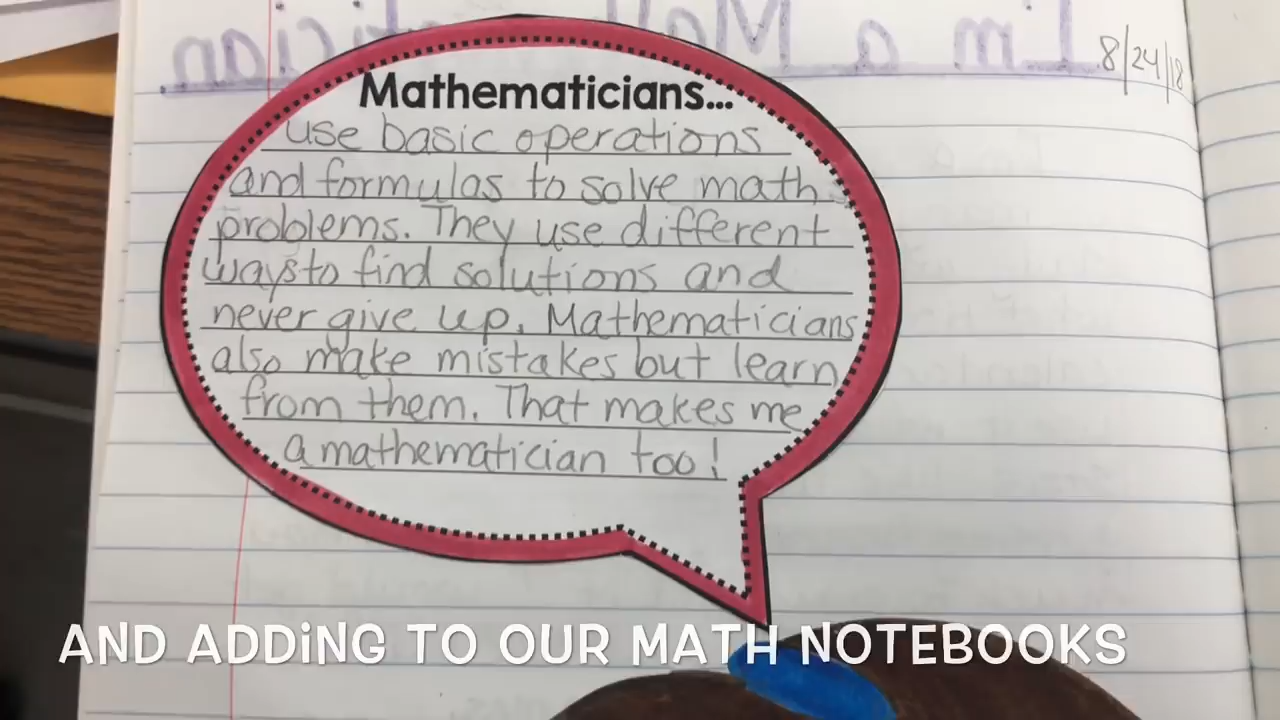 I'm a Mathematician
8/24/18
Mathematicians...
use basic operations
and formulas to solve math
problems. They use different
ways to find solutions and
never give up. Mathematicians
also make mistakes but learn
from them. That makes me
a mathematician too!
AND ADDING TO OUR MATH NOTEBOOKS